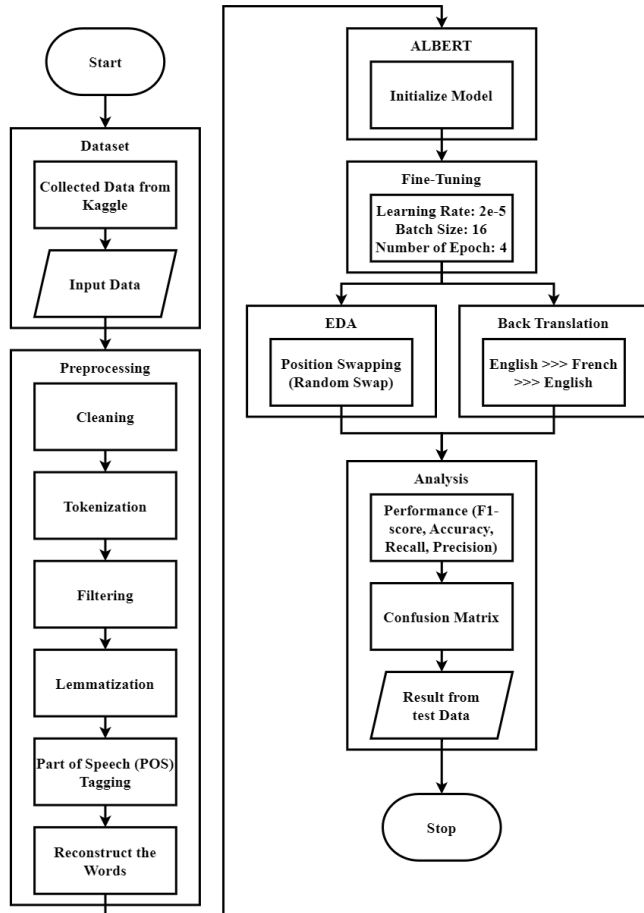 Start
Dataset
Collected Data from
Kaggle
Input Data
Preprocessing
Cleaning
Tokenization
Filtering
Lemmatization
Part of Speech (POS)
Tagging
Reconstruct the
Words
ALBERT
Initialize Model
Fine-Tuning
Learning Rate: 2e-5
Batch Size: 16
Number of Epoch: 4
EDA
Position Swapping
(Random Swap)
Back Translation
English >>> French
>>> English
Analysis
Performance (F1-
score, Accuracy,
Recall, Precision)
Confusion Matrix
Result from
test Data
Stop